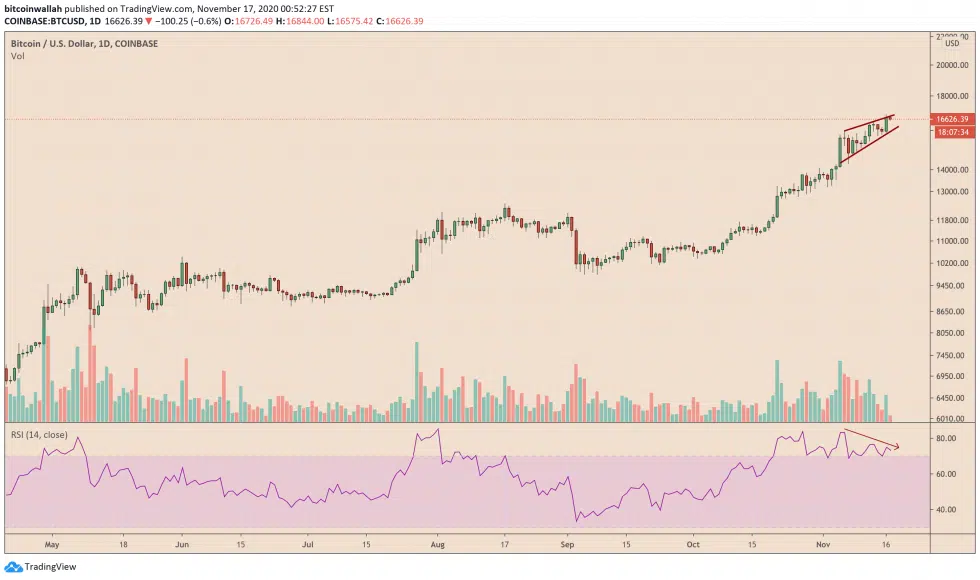 bitcoinwallah published on TradingView.com, November 17, 2020 00:52:27 EST
COINBASE:BTCUSD, 1D 16626.39 ▼ −100.25 (−0.6%) O:16726.49 H:16844.00 L:16575.42 C:16626.39
Bitcoin / U.S. Dollar, 1D, COINBASE
Vol
22000.00
USD
20000.00
18000.00
16626.39
18:07:34
14000.00
13000.00
11800.00
11000.00
10200.00
9450.00
8650.00
8050.00
7450.00
6950.00
6450.00
6010.00
RSI (14, close)
80.00
60.00
40.00
May 18 Jun 15 Jul 15 Aug 17 Sep 15 Oct 15 Nov 16
TradingView